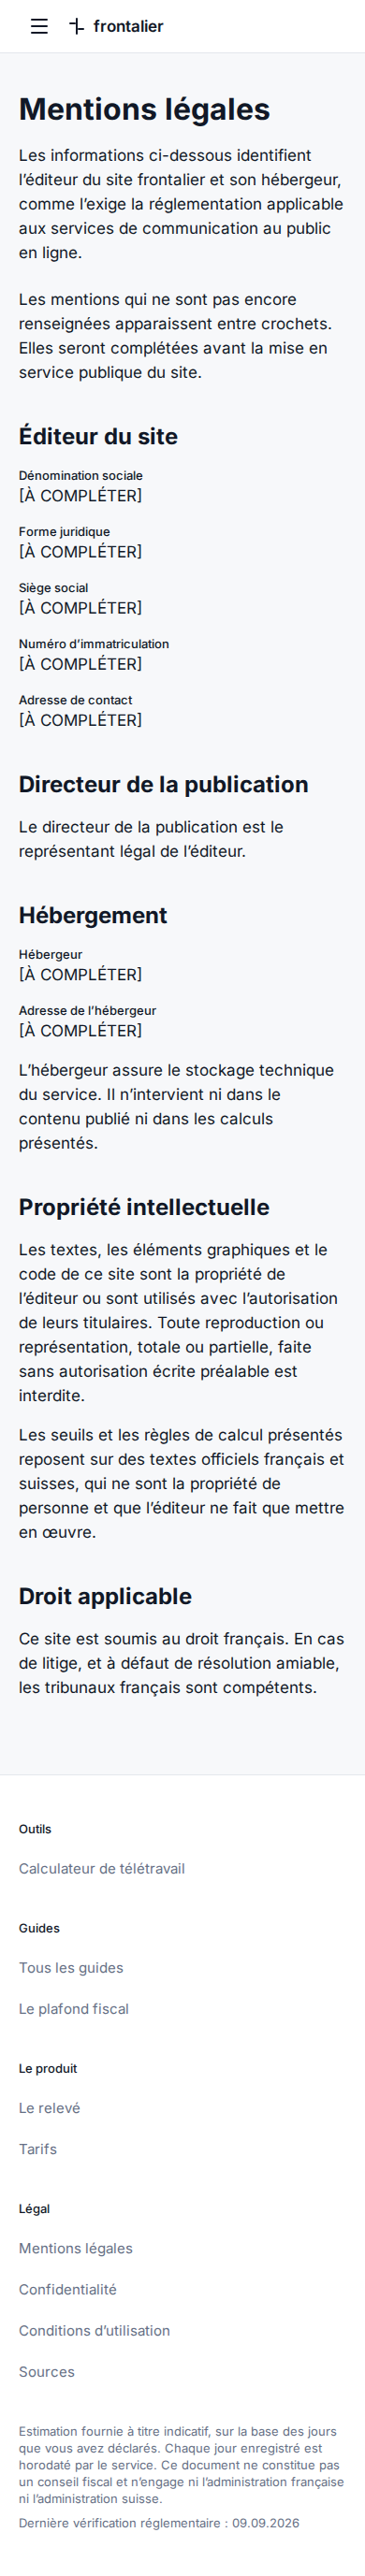 frontalier
Mentions légales
Les informations ci-dessous identifient
l’éditeur du site frontalier et son hébergeur,
comme l’exige la réglementation applicable
aux services de communication au public
en ligne.
Les mentions qui ne sont pas encore
renseignées apparaissent entre crochets.
Elles seront complétées avant la mise en
service publique du site.
Éditeur du site
Dénomination sociale
[À COMPLÉTER]
Forme juridique
[À COMPLÉTER]
Siège social
[À COMPLÉTER]
Numéro d’immatriculation
[À COMPLÉTER]
Adresse de contact
[À COMPLÉTER]
Directeur de la publication
Le directeur de la publication est le
représentant légal de l’éditeur.
Hébergement
Hébergeur
[À COMPLÉTER]
Adresse de l’hébergeur
[À COMPLÉTER]
L’hébergeur assure le stockage technique
du service. Il n’intervient ni dans le
contenu publié ni dans les calculs
présentés.
Propriété intellectuelle
Les textes, les éléments graphiques et le
code de ce site sont la propriété de
l’éditeur ou sont utilisés avec l’autorisation
de leurs titulaires. Toute reproduction ou
représentation, totale ou partielle, faite
sans autorisation écrite préalable est
interdite.
Les seuils et les règles de calcul présentés
reposent sur des textes officiels français et
suisses, qui ne sont la propriété de
personne et que l’éditeur ne fait que mettre
en œuvre.
Droit applicable
Ce site est soumis au droit français. En cas
de litige, et à défaut de résolution amiable,
les tribunaux français sont compétents.
Outils
Calculateur de télétravail
Guides
Tous les guides
Le plafond fiscal
Le produit
Le relevé
Tarifs
Légal
Mentions légales
Confidentialité
Conditions d’utilisation
Sources
Estimation fournie à titre indicatif, sur la base des jours
que vous avez déclarés. Chaque jour enregistré est
horodaté par le service. Ce document ne constitue pas
un conseil fiscal et n’engage ni l’administration française
ni l’administration suisse.
Dernière vérification réglementaire : 09.09.2026